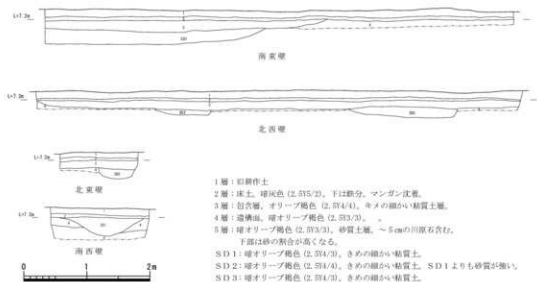 L=7.2m
南東壁
L=7.2m
北西壁
L=7.2m
北東壁
L=7.2m
南西壁
0 1 2m
1層：旧耕作土
2層：床土，暗灰色 (2.5Y5/2)，下は鉄分，マンガン沈着。
3層：包含層，オリーブ褐色 (2.5Y4/4)，キメの細かい粘質土層。
4層：遺構面，暗オリーブ褐色 (2.5Y3/3)。 。
5層：暗オリーブ褐色 (2.5Y3/3)，砂質土層，～5㎝の川原石含む。
下部は砂の割合が高くなる。
SD1：暗オリーブ褐色 (2.5Y4/3)，きめの細かい粘質土。
SD2：暗オリーブ褐色 (2.5Y4/4)，きめの細かい粘質土，SD1よりも砂質が強い。
SD3：暗オリーブ褐色 (2.5Y4/3)，きめの細かい粘質土。